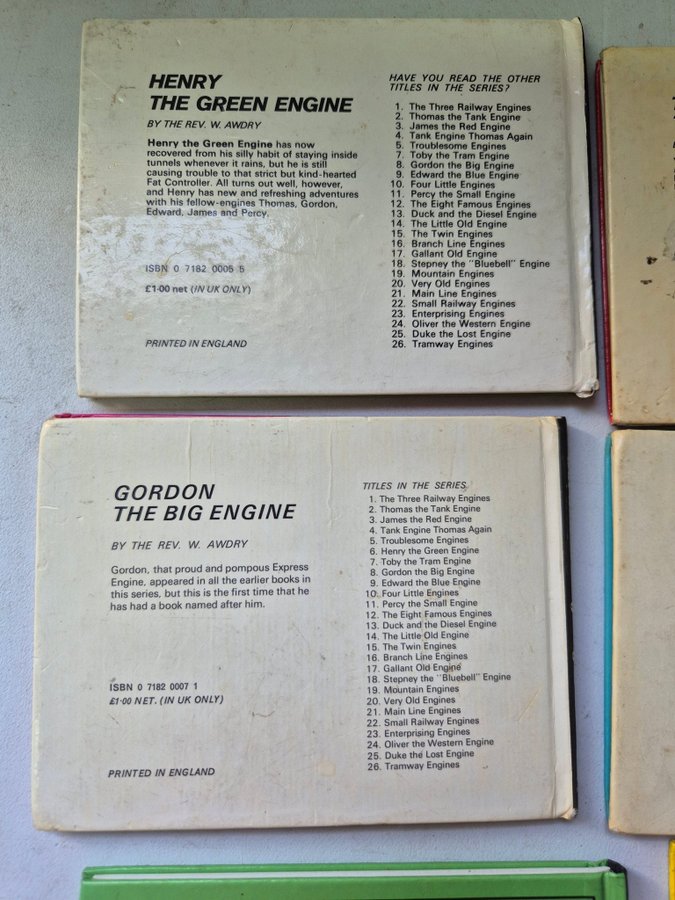 HENRY
THE GREEN ENGINE
BY THE REV. W. AWDRY
Henry the Green Engine has now
recovered from his silly habit of staying inside
tunnels whenever it rains, but he is still
causing trouble to that strict but kind-hearted
Fat Controller. All turns out well, however,
and Henry has new and refreshing adventures
with his fellow-engines Thomas, Gordon,
Edward, James and Percy.
ISBN 0 7182 0005 5
£1·00 net (IN UK ONLY)
PRINTED IN ENGLAND
HAVE YOU READ THE OTHER
TITLES IN THE SERIES?
1. The Three Railway Engines
2. Thomas the Tank Engine
3. James the Red Engine
4. Tank Engine Thomas Again
5. Troublesome Engines
7. Toby the Tram Engine
8. Gordon the Big Engine
9. Edward the Blue Engine
10. Four Little Engines
11. Percy the Small Engine
12. The Eight Famous Engines
13. Duck and the Diesel Engine
14. The Little Old Engine
15. The Twin Engines
16. Branch Line Engines
17. Gallant Old Engine
18. Stepney the "Bluebell" Engine
19. Mountain Engines
20. Very Old Engines
21. Main Line Engines
22. Small Railway Engines
23. Enterprising Engines
24. Oliver the Western Engine
25. Duke the Lost Engine
26. Tramway Engines
GORDON
THE BIG ENGINE
BY THE REV. W. AWDRY
Gordon, that proud and pompous Express
Engine, appeared in all the earlier books in
this series, but this is the first time that he
has had a book named after him.
ISBN 0 7182 0007 1
£1·00 NET. (IN UK ONLY)
PRINTED IN ENGLAND
TITLES IN THE SERIES
1. The Three Railway Engines
2. Thomas the Tank Engine
3. James the Red Engine
4. Tank Engine Thomas Again
5. Troublesome Engines
6. Henry the Green Engine
7. Toby the Tram Engine
8. Gordon the Big Engine
9. Edward the Blue Engine
10. Four Little Engines
11. Percy the Small Engine
12. The Eight Famous Engines
13. Duck and the Diesel Engine
14. The Little Old Engine
15. The Twin Engines
16. Branch Line Engines
17. Gallant Old Engine
18. Stepney the "Bluebell" Engine
19. Mountain Engines
20. Very Old Engines
21. Main Line Engines
22. Small Railway Engines
23. Enterprising Engines
24. Oliver the Western Engine
25. Duke the Lost Engine
26. Tramway Engines